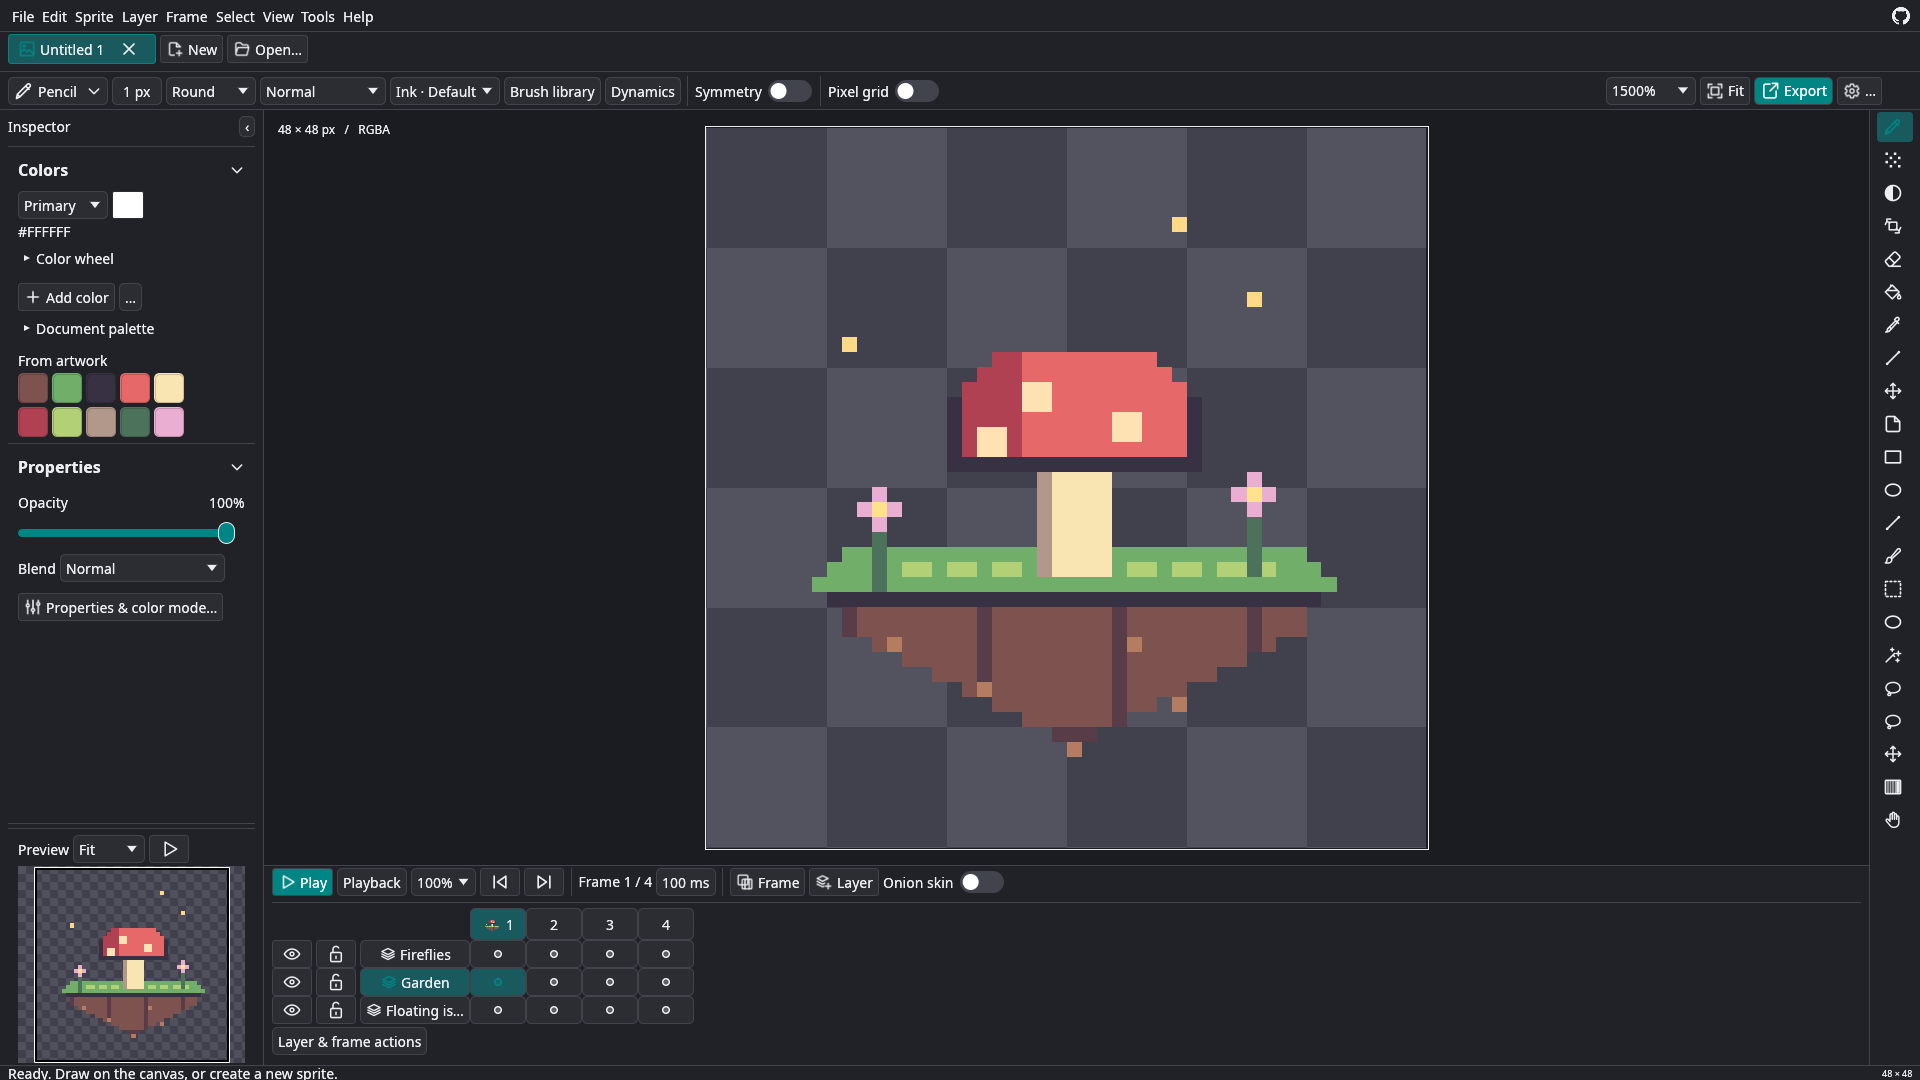 File Edit Sprite Layer Frame Select View Tools Help
Untitled 1 New Open...
Pencil 1 px Round Normal Ink · Default Brush library Dynamics Symmetry Pixel grid 1500% Fit Export ...
Inspector
48 × 48 px / RGBA
Colors
Primary
#FFFFFF
Color wheel
Add color ...
Document palette
From artwork
Properties
Opacity 100%
Blend Normal
Properties & color mode...
Preview Fit
Play Playback 100% Frame 1 / 4 100 ms Frame Layer Onion skin
1 2 3 4
Fireflies
Garden
Floating is...
Layer & frame actions
Ready. Draw on the canvas, or create a new sprite. 48 × 48